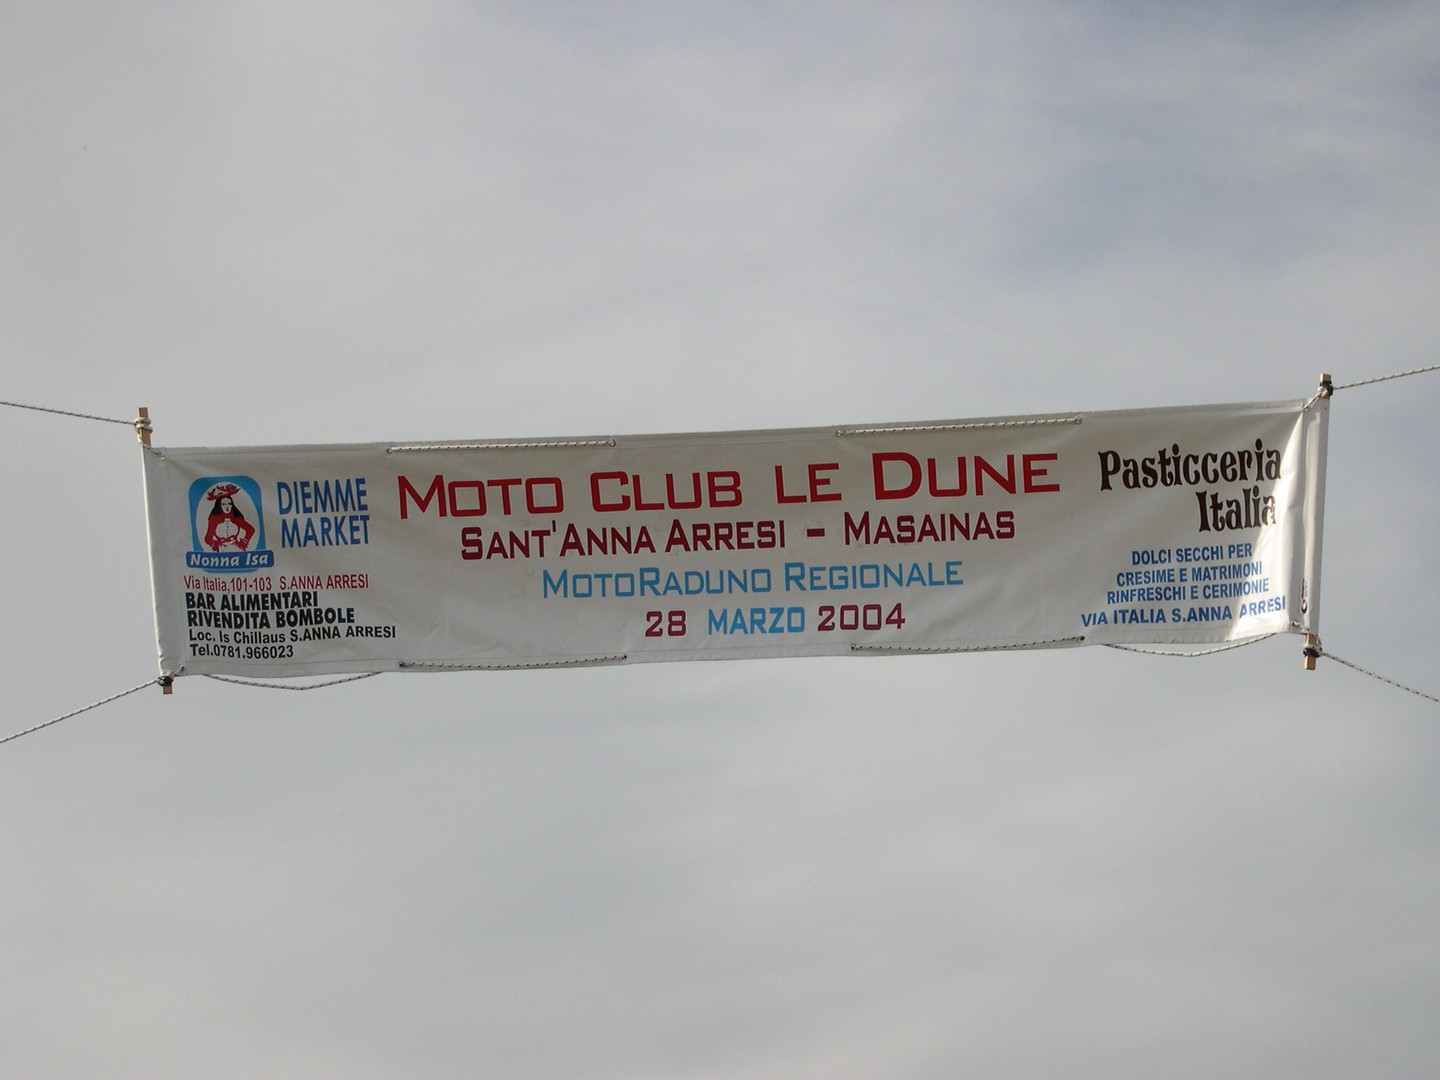 Nonna Isa
DIEMME
MARKET
Via Italia,101-103 S.ANNA ARRESI
BAR ALIMENTARI
RIVENDITA BOMBOLE
Loc. Is Chillaus S.ANNA ARRESI
Tel.0781.966023
MOTO CLUB LE DUNE
SANT'ANNA ARRESI - MASAINAS
MOTORADUNO REGIONALE
28 MARZO 2004
Pasticceria
Italia
DOLCI SECCHI PER
CRESIME E MATRIMONI
RINFRESCHI E CERIMONIE
VIA ITALIA S.ANNA ARRESI